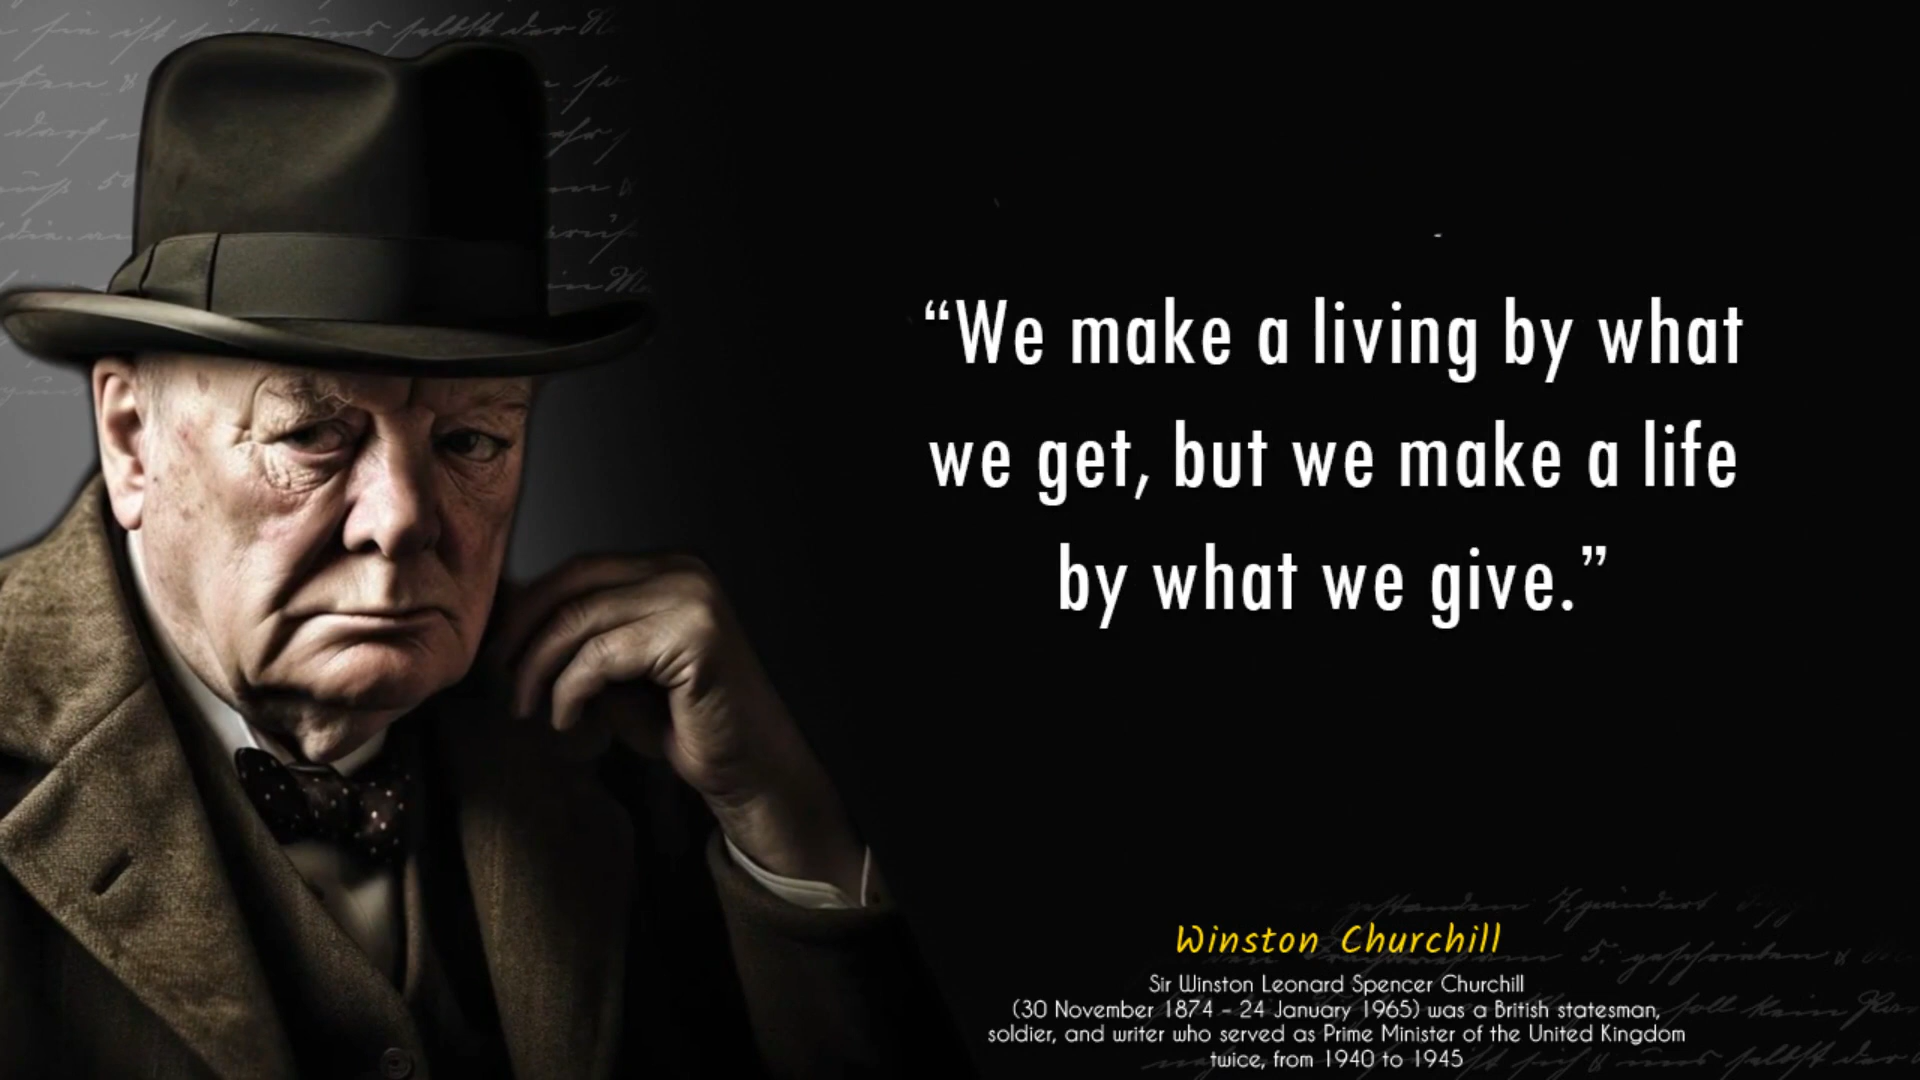 “We make a living by what
we get, but we make a life
by what we give.”
Winston Churchill
Sir Winston Leonard Spencer Churchill
(30 November 1874 – 24 January 1965) was a British statesman,
soldier, and writer who served as Prime Minister of the United Kingdom
twice, from 1940 to 1945